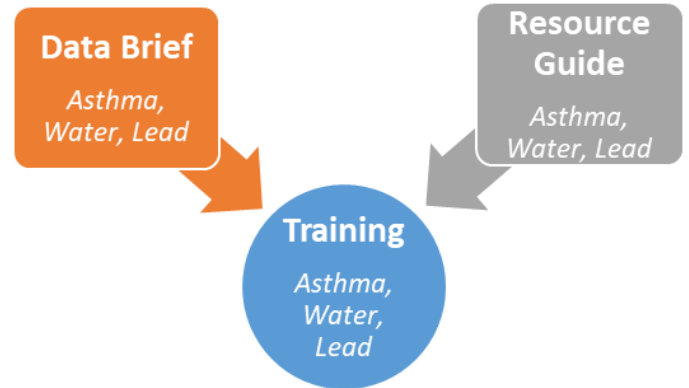 Data Brief
Asthma,
Water, Lead
Resource
Guide
Asthma,
Water, Lead
Training
Asthma,
Water,
Lead